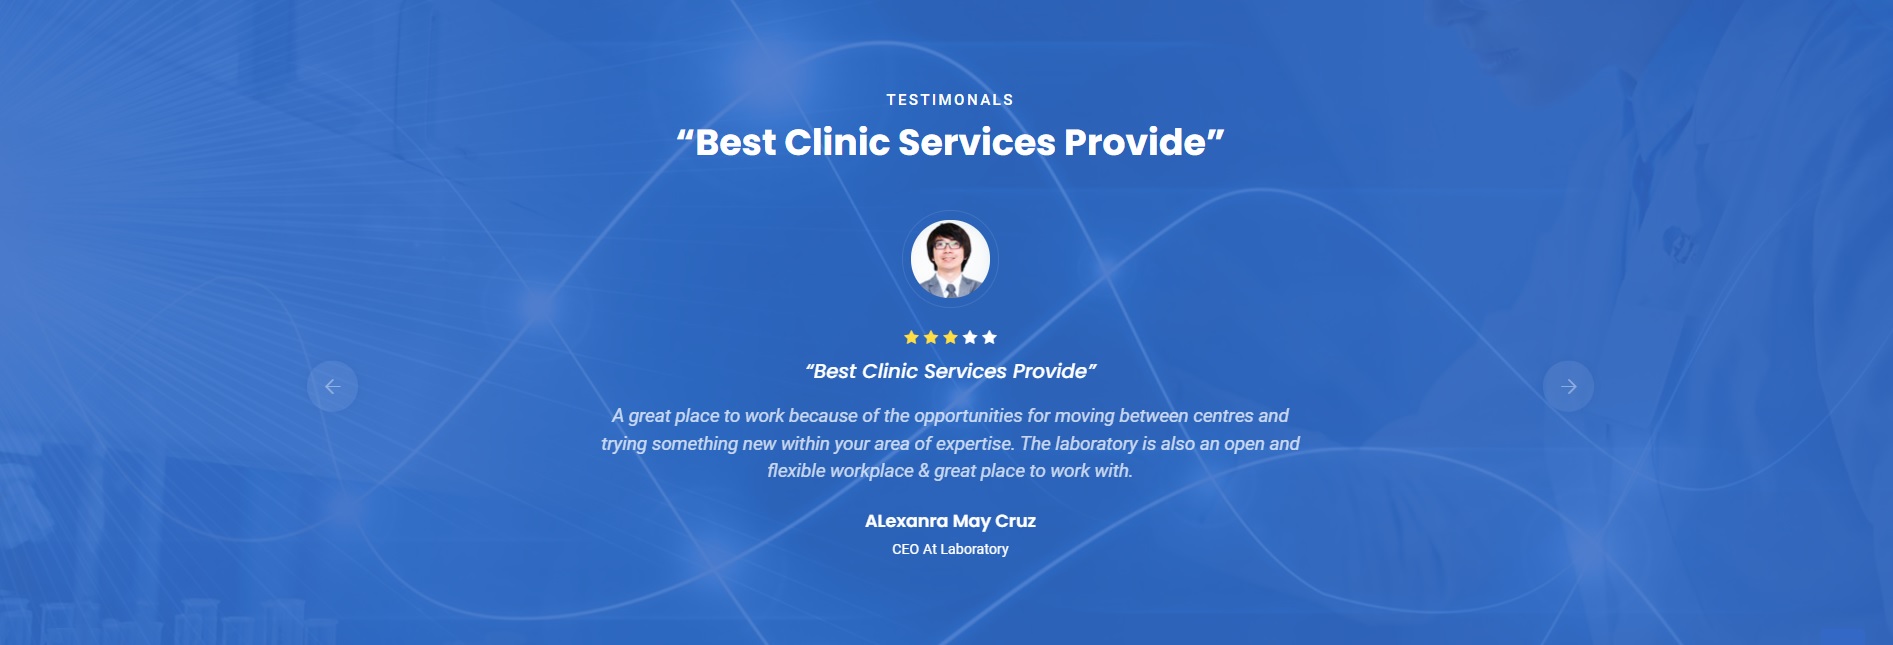 TESTIMONALS
“Best Clinic Services Provide”
“Best Clinic Services Provide”
A great place to work because of the opportunities for moving between centres and
trying something new within your area of expertise. The laboratory is also an open and
flexible workplace & great place to work with.
ALexanra May Cruz
CEO At Laboratory